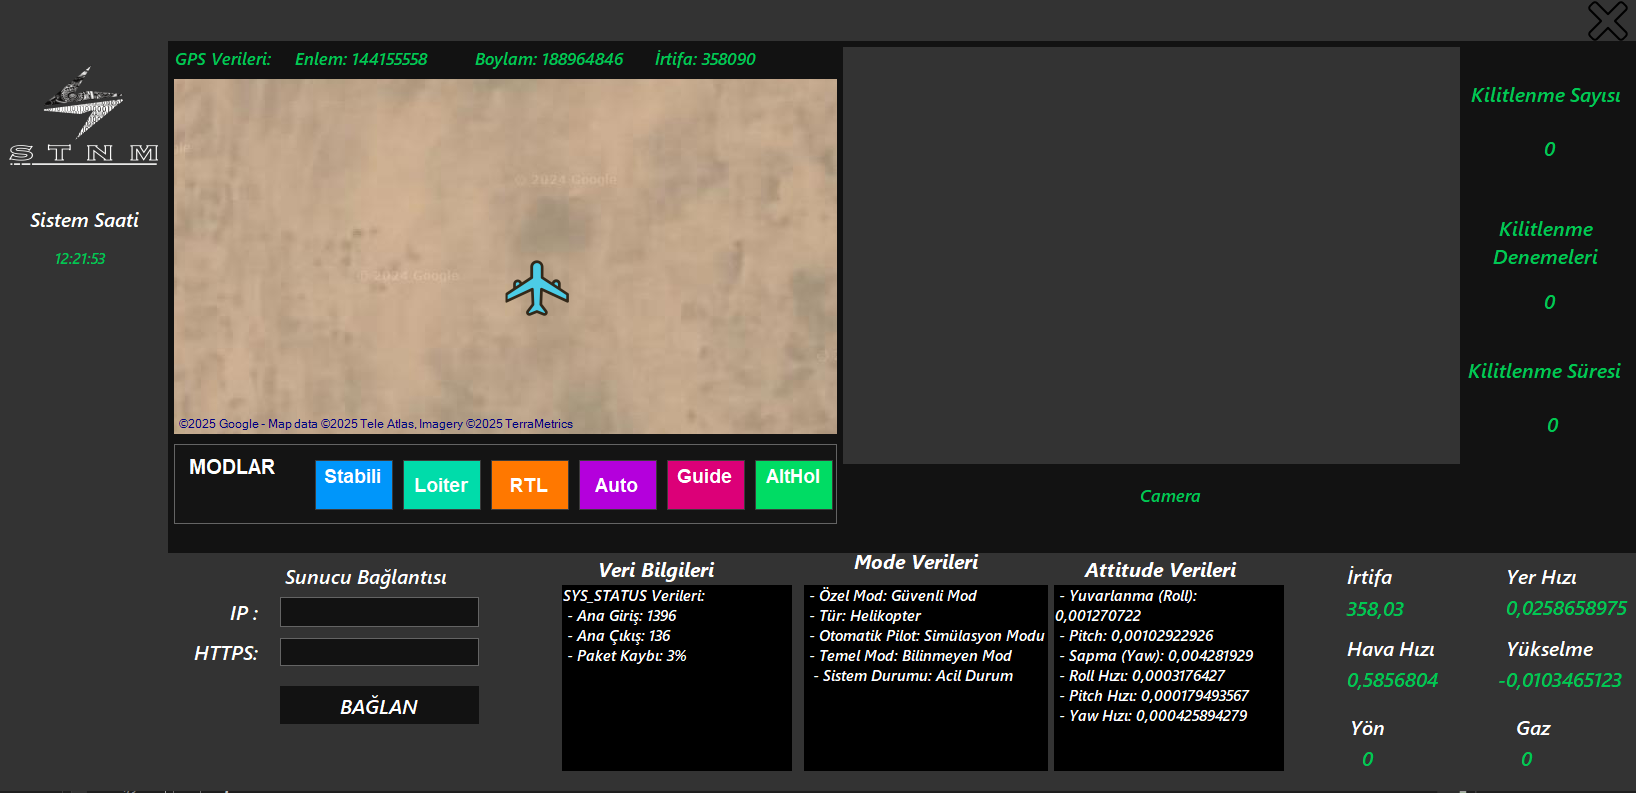 GPS Verileri: Enlem: 144155558 Boylam: 188964846 İrtifa: 358090
S T N M
Sistem Saati
12:21:53
© 2024 Google
© 2024 Google
©2025 Google - Map data ©2025 Tele Atlas, Imagery ©2025 TerraMetrics
MODLAR
Stabili
Loiter
RTL
Auto
Guide
AltHol
Camera
Kilitlenme Sayısı
0
Kilitlenme
Denemeleri
0
Kilitlenme Süresi
0
Sunucu Bağlantısı
IP :
HTTPS:
BAĞLAN
Veri Bilgileri
SYS_STATUS Verileri:
- Ana Giriş: 1396
- Ana Çıkış: 136
- Paket Kaybı: 3%
Mode Verileri
- Özel Mod: Güvenli Mod
- Tür: Helikopter
- Otomatik Pilot: Simülasyon Modu
- Temel Mod: Bilinmeyen Mod
- Sistem Durumu: Acil Durum
Attitude Verileri
- Yuvarlanma (Roll):
0,001270722
- Pitch: 0,00102922926
- Sapma (Yaw): 0,004281929
- Roll Hızı: 0,0003176427
- Pitch Hızı: 0,000179493567
- Yaw Hızı: 0,000425894279
İrtifa
358,03
Yer Hızı
0,0258658975
Hava Hızı
0,5856804
Yükselme
-0,0103465123
Yön
0
Gaz
0